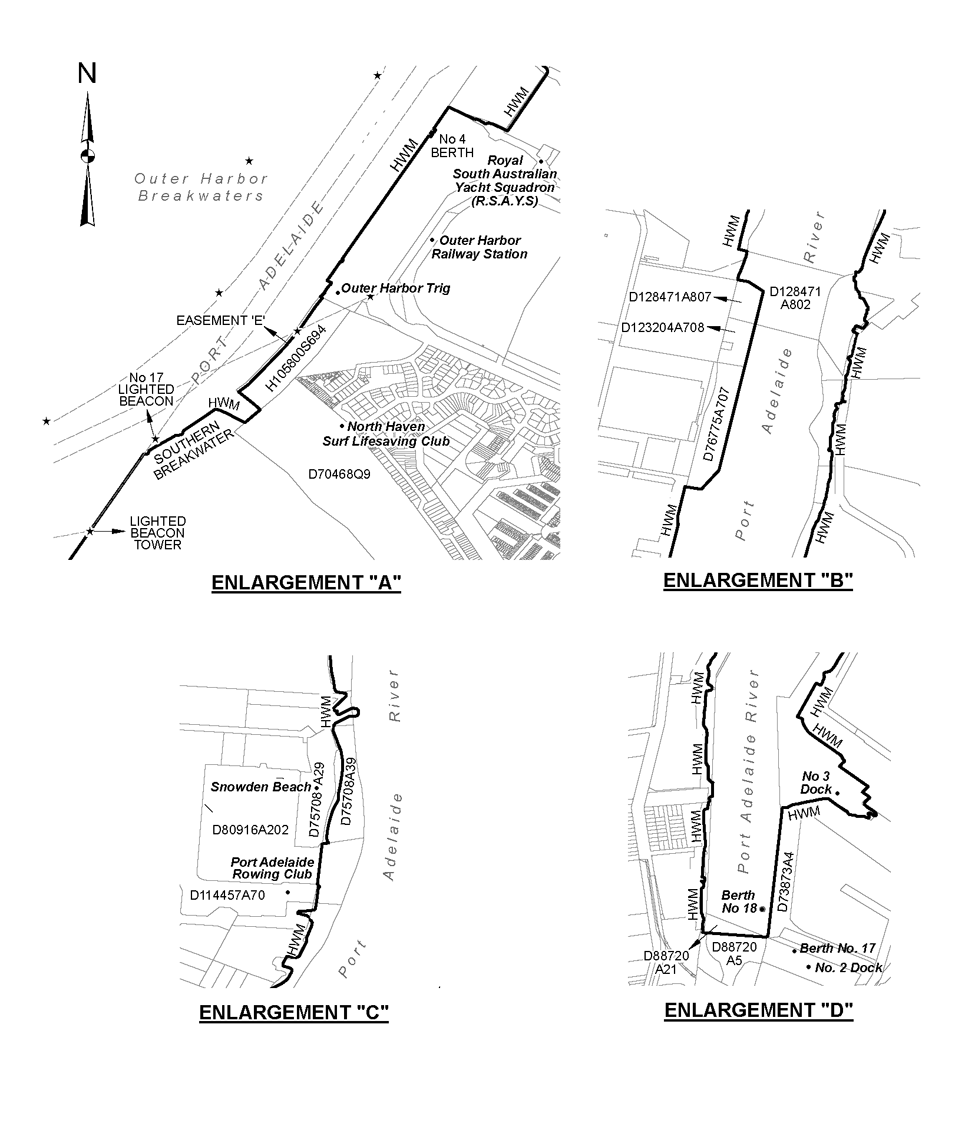 N
Outer Harbor
Breakwaters
PORT ADELAIDE
HWM
HWM
No 4
BERTH
Royal
South Australian
Yacht Squadron
(R.S.A.Y.S)
Outer Harbor
Railway Station
Outer Harbor Trig
EASEMENT 'E'
H105800S694
No 17
LIGHTED
BEACON
HWM
SOUTHERN
BREAKWATER
North Haven
Surf Lifesaving Club
D70468Q9
LIGHTED
BEACON
TOWER
ENLARGEMENT "A"
HWM
River
HWM
D128471A807
D128471
A802
D123204A708
HWM
Adelaide
D76775A707
HWM
Port
HWM
HWM
ENLARGEMENT "B"
River
HWM
Snowden Beach
D75708A29
D75708A39
Adelaide
D80916A202
Port Adelaide
Rowing Club
D114457A70
HWM
Port
ENLARGEMENT "C"
HWM
HWM
HWM
HWM
Port Adelaide River
No 3
Dock
HWM
HWM
D73873A4
HWM
Berth
No 18
D88720
A21
D88720
A5
Berth No. 17
No. 2 Dock
ENLARGEMENT "D"